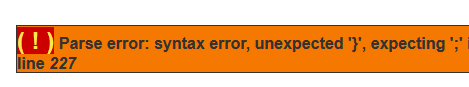 ( ! ) Parse error: syntax error, unexpected '}', expecting ';'
line 227